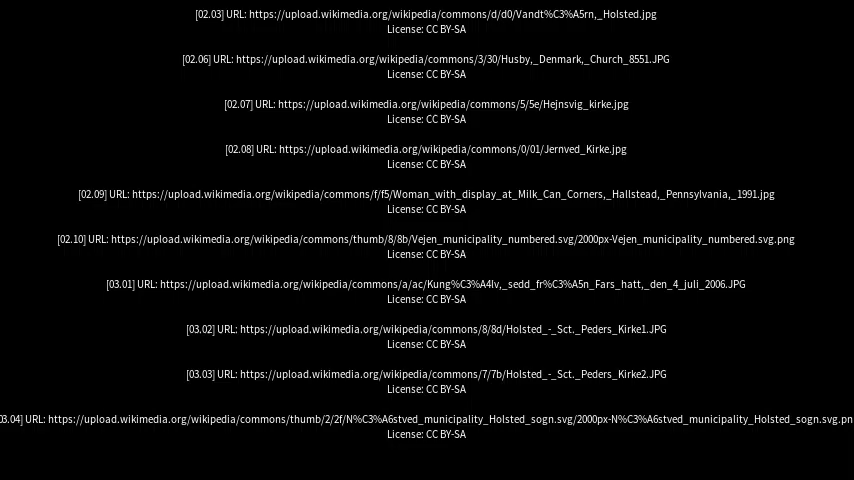 [02.03] URL: https://upload.wikimedia.org/wikipedia/commons/d/d0/Vandt%C3%A5rn,_Holsted.jpg
License: CC BY-SA
[02.06] URL: https://upload.wikimedia.org/wikipedia/commons/3/30/Husby,_Denmark,_Church_8551.JPG
License: CC BY-SA
[02.07] URL: https://upload.wikimedia.org/wikipedia/commons/5/5e/Hejnsvig_kirke.jpg
License: CC BY-SA
[02.08] URL: https://upload.wikimedia.org/wikipedia/commons/0/01/Jernved_Kirke.jpg
License: CC BY-SA
[02.09] URL: https://upload.wikimedia.org/wikipedia/commons/f/f5/Woman_with_display_at_Milk_Can_Corners,_Hallstead,_Pennsylvania,_1991.jpg
License: CC BY-SA
[02.10] URL: https://upload.wikimedia.org/wikipedia/commons/thumb/8/8b/Vejen_municipality_numbered.svg/2000px-Vejen_municipality_numbered.svg.png
License: CC BY-SA
[03.01] URL: https://upload.wikimedia.org/wikipedia/commons/a/ac/Kung%C3%A4lv,_sedd_fr%C3%A5n_Fars_hatt,_den_4_juli_2006.JPG
License: CC BY-SA
[03.02] URL: https://upload.wikimedia.org/wikipedia/commons/8/8d/Holsted_-_Sct._Peders_Kirke1.JPG
License: CC BY-SA
[03.03] URL: https://upload.wikimedia.org/wikipedia/commons/7/7b/Holsted_-_Sct._Peders_Kirke2.JPG
License: CC BY-SA
03.04] URL: https://upload.wikimedia.org/wikipedia/commons/thumb/2/2f/N%C3%A6stved_municipality_Holsted_sogn.svg/2000px-N%C3%A6stved_municipality_Holsted_sogn.svg.pn
License: CC BY-SA